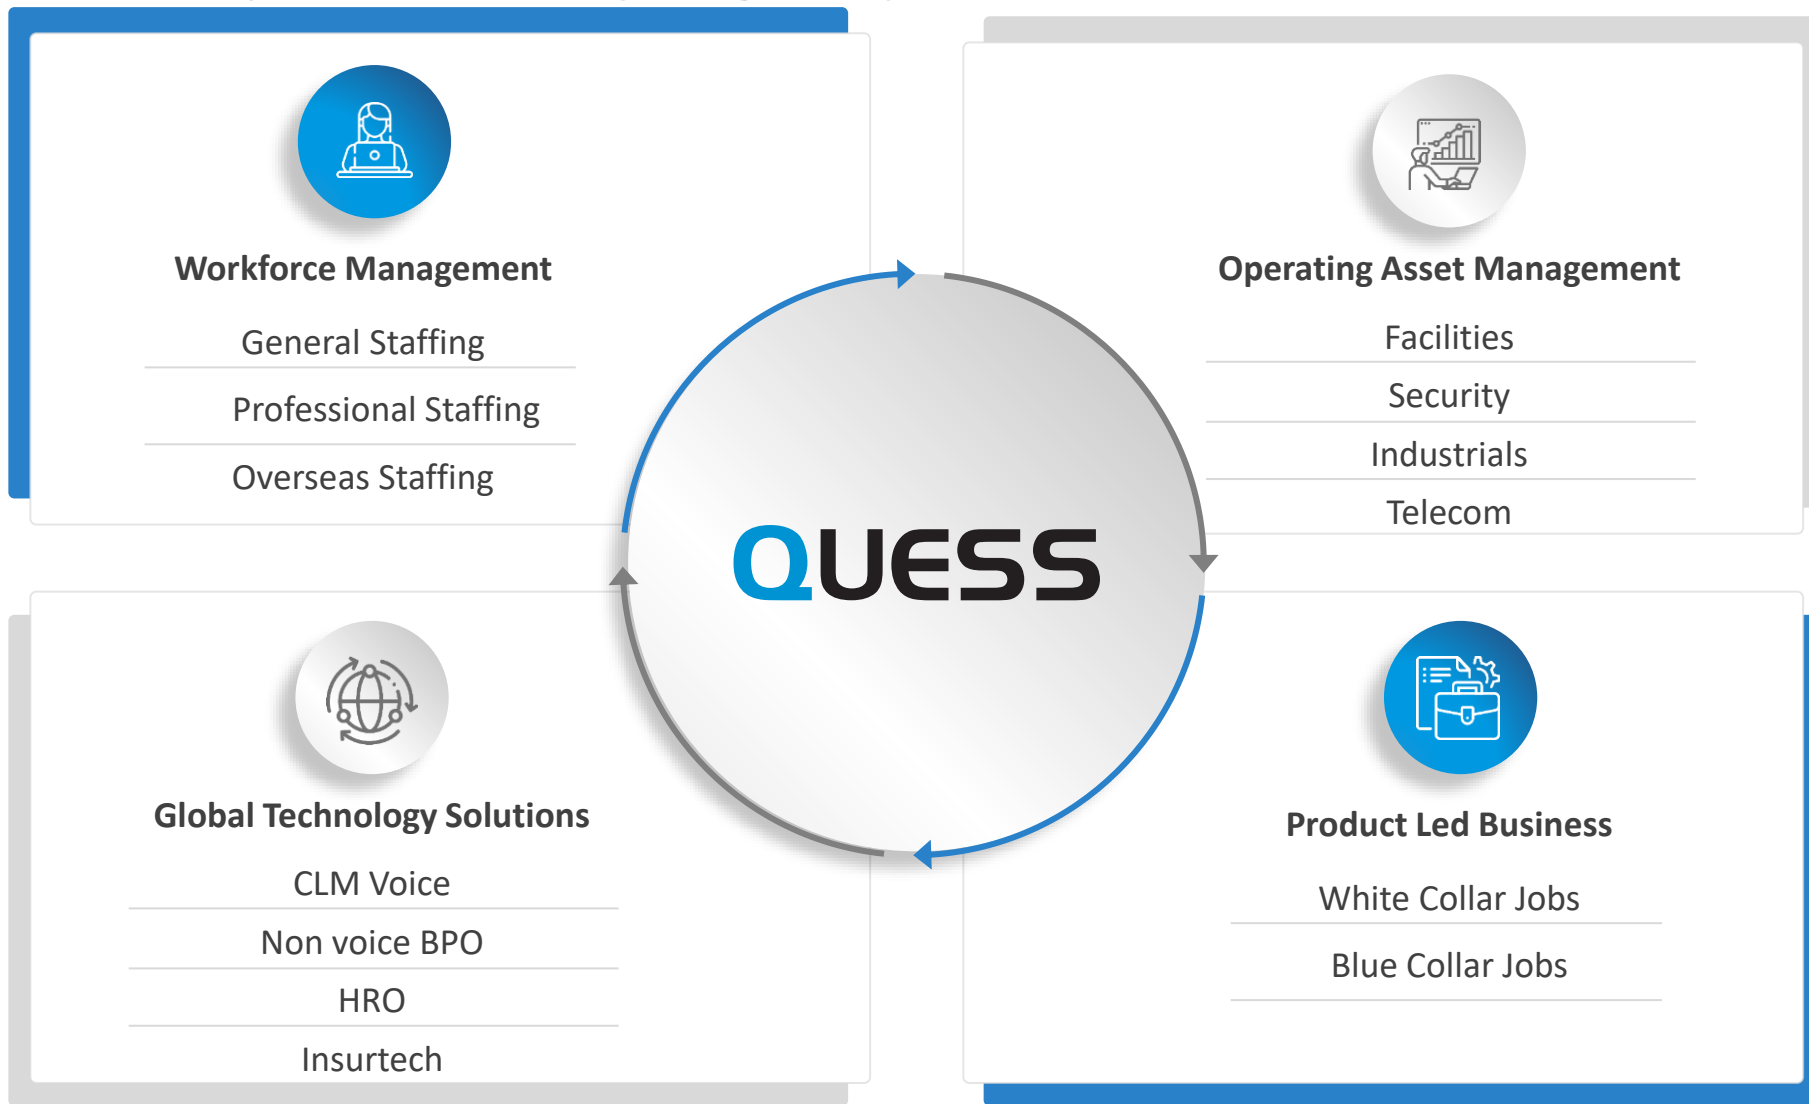 Workforce Management
General Staffing
Professional Staffing
Overseas Staffing
Operating Asset Management
Facilities
Security
Industrials
Telecom
QUESS
Global Technology Solutions
CLM Voice
Non voice BPO
HRO
Insurtech
Product Led Business
White Collar Jobs
Blue Collar Jobs